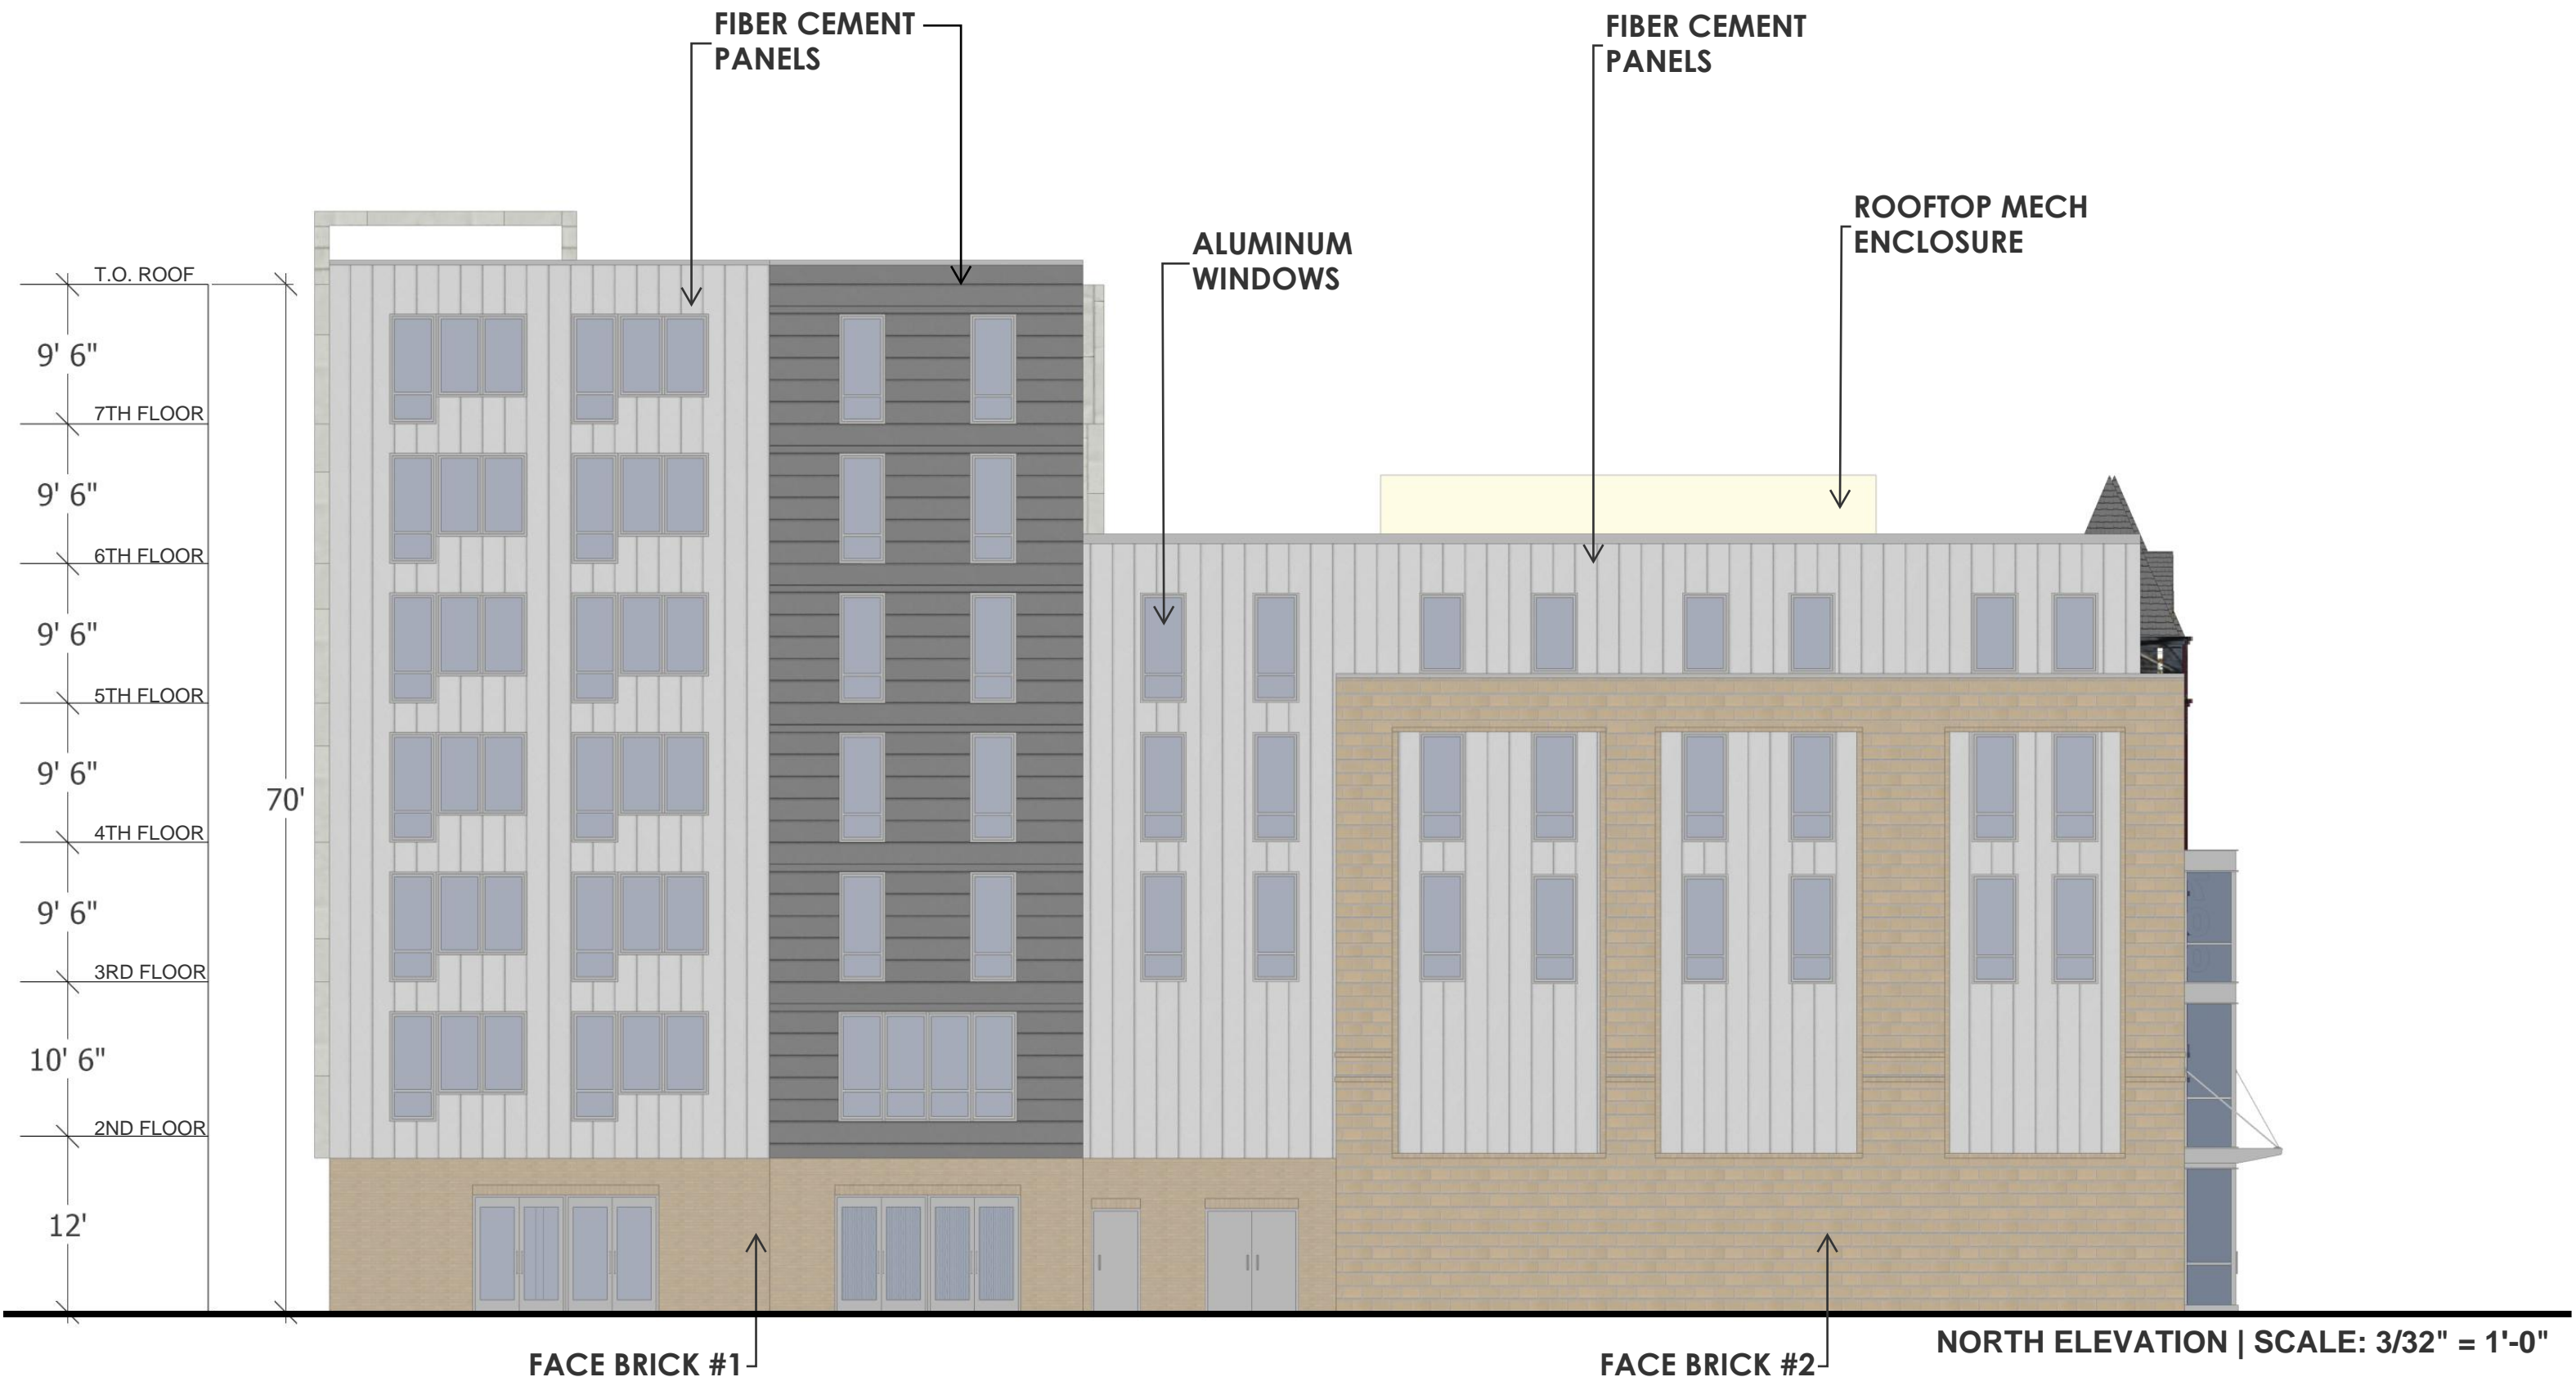 FIBER CEMENT
PANELS
FIBER CEMENT
PANELS
ROOFTOP MECH
ENCLOSURE
ALUMINUM
WINDOWS
T.O. ROOF
9' 6"
7TH FLOOR
9' 6"
6TH FLOOR
9' 6"
5TH FLOOR
9' 6"
70'
4TH FLOOR
9' 6"
3RD FLOOR
10' 6"
2ND FLOOR
12'
NORTH ELEVATION | SCALE: 3/32" = 1'-0"
FACE BRICK #1
FACE BRICK #2